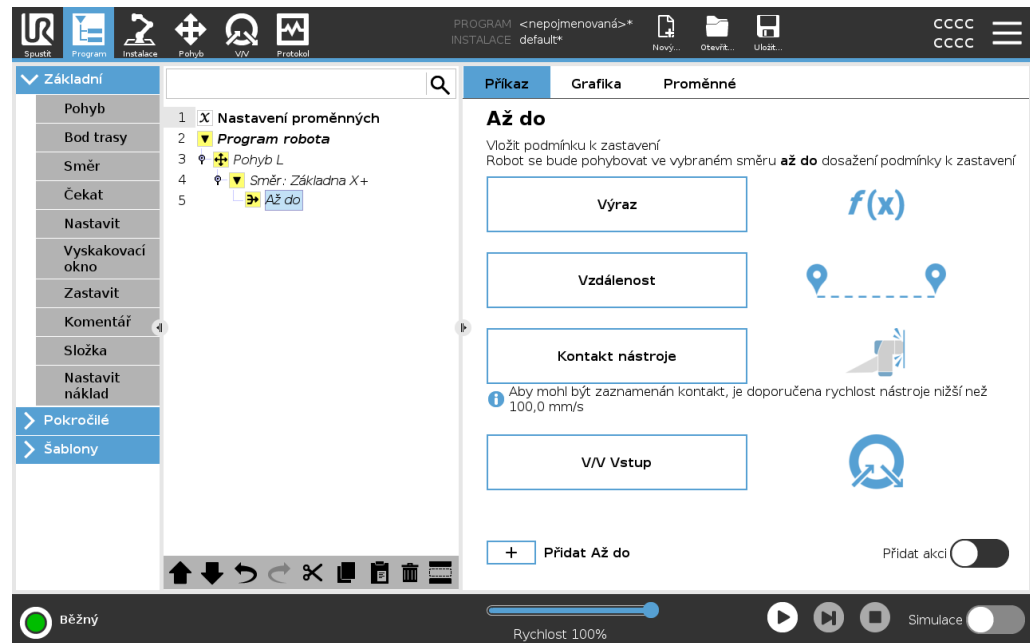 PROGRAM <nepojmenovaná>*
INSTALACE default*
Spustit
Program
Instalace
Pohyb
V/V
Protokol
Nový...
Otevřít...
Uložit...
CCCC
CCCC
Základní
Pohyb
Bod trasy
Směr
Čekat
Nastavit
Vyskakovací
okno
Zastavit
Komentář
Složka
Nastavit
náklad
Pokročilé
Šablony
1 X Nastavení proměnných
2 Program robota
3 Pohyb L
4 Směr: Základna X+
5 Až do
Příkaz Grafika Proměnné
Až do
Vložit podmínku k zastavení
Robot se bude pohybovat ve vybraném směru až do dosažení podmínky k zastavení
Výraz
f(x)
Vzdálenost
Kontakt nástroje
Aby mohl být zaznamenán kontakt, je doporučena rychlost nástroje nižší než
100,0 mm/s
V/V Vstup
+ Přidat Až do
Přidat akci
Běžný
Rychlost 100%
Simulace